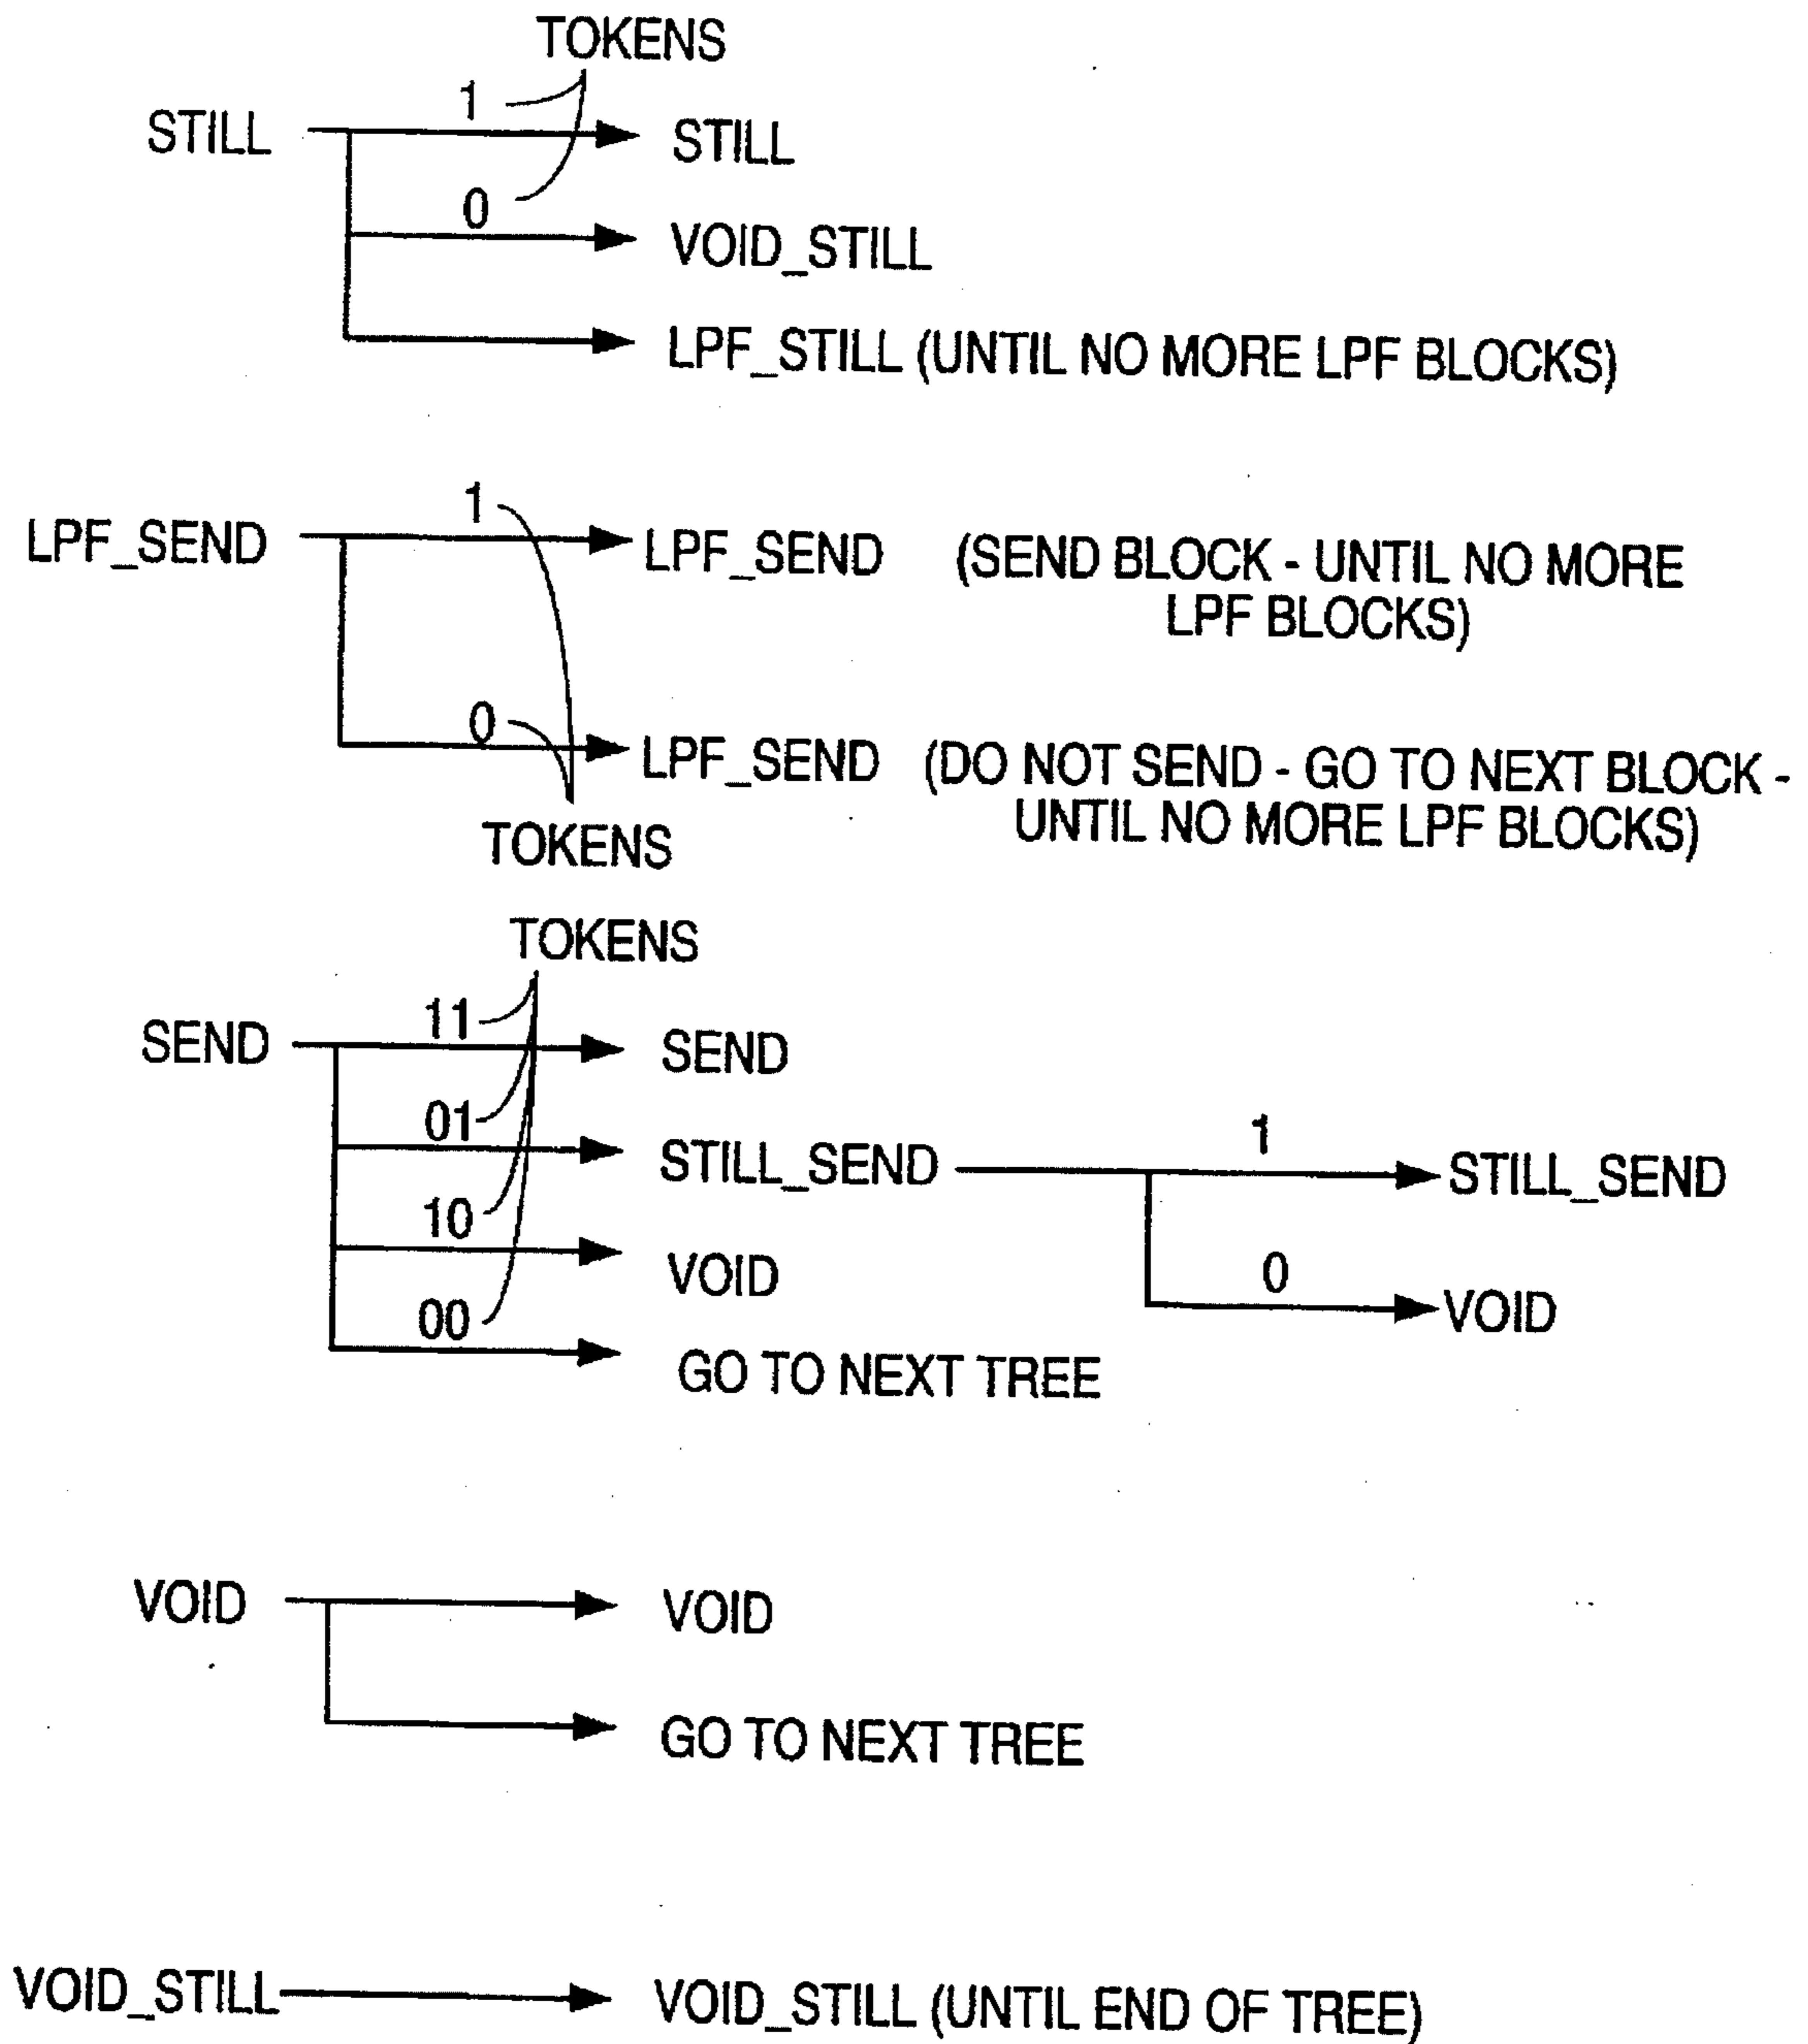 TOKENS
1
STILL
STILL
0
VOID_STILL
LPF_STILL (UNTIL NO MORE LPF BLOCKS)
1
LPF_SEND
LPF_SEND (SEND BLOCK - UNTIL NO MORE
LPF BLOCKS)
0
LPF_SEND (DO NOT SEND - GO TO NEXT BLOCK -
UNTIL NO MORE LPF BLOCKS)
TOKENS
TOKENS
11
SEND
SEND
01
STILL_SEND
1
STILL_SEND
10
VOID
0
VOID
00
GO TO NEXT TREE
VOID
VOID
GO TO NEXT TREE
VOID_STILL
VOID_STILL (UNTIL END OF TREE)